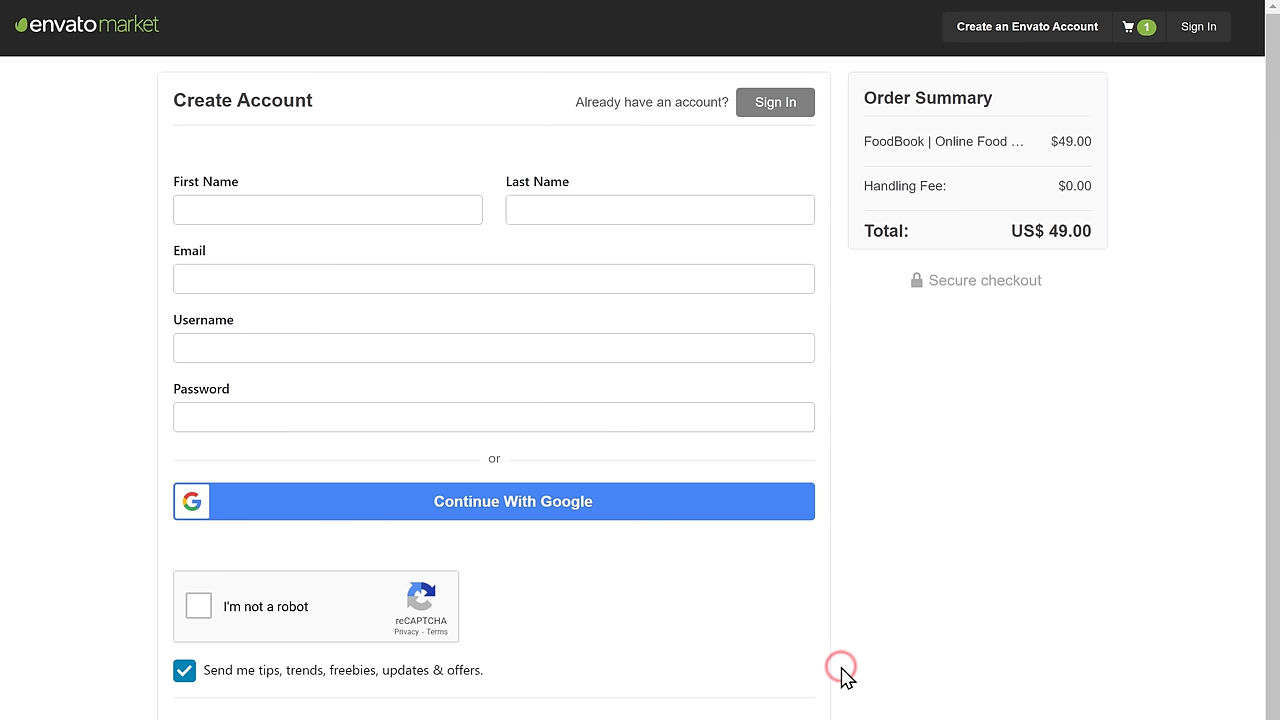 envato market
Create an Envato Account
1
Sign In
Create Account
Already have an account?
Sign In
First Name
Last Name
Email
Username
Password
or
Continue With Google
I'm not a robot
reCAPTCHA
Privacy - Terms
Send me tips, trends, freebies, updates & offers.
Order Summary
FoodBook | Online Food … $49.00
Handling Fee: $0.00
Total: US$ 49.00
Secure checkout